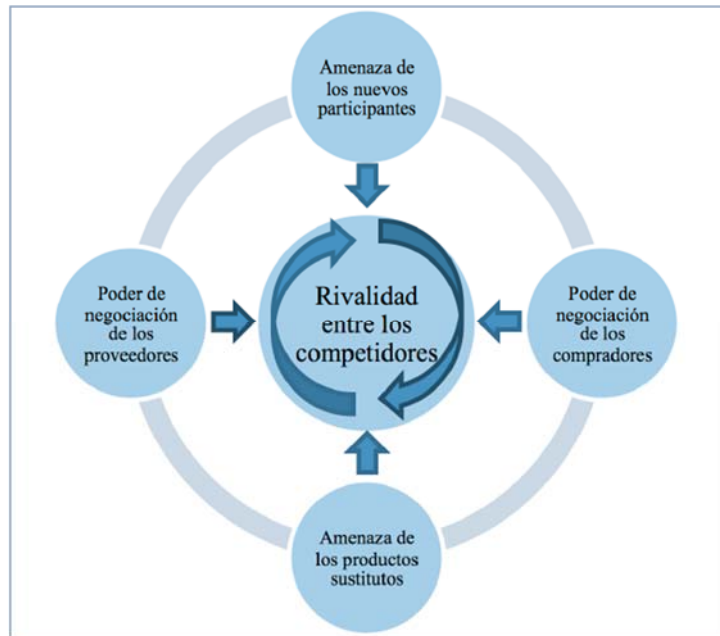 Amenaza de
los nuevos
participantes
Poder de
negociación
de los
proveedores
Rivalidad
entre los
competidores
Poder de
negociación
de los
compradores
Amenaza de
los productos
sustitutos